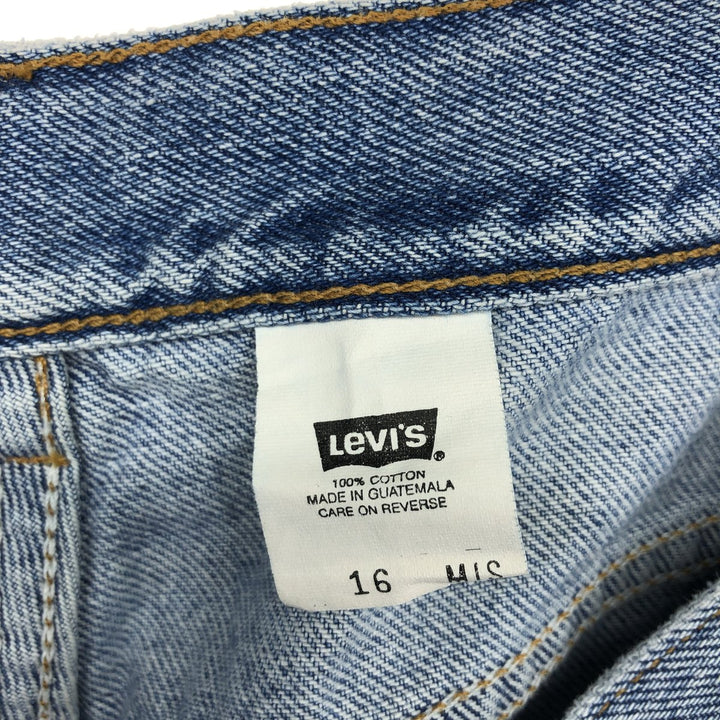 Levi's®
100% COTTON
MADE IN GUATEMALA
CARE ON REVERSE
16 MIS